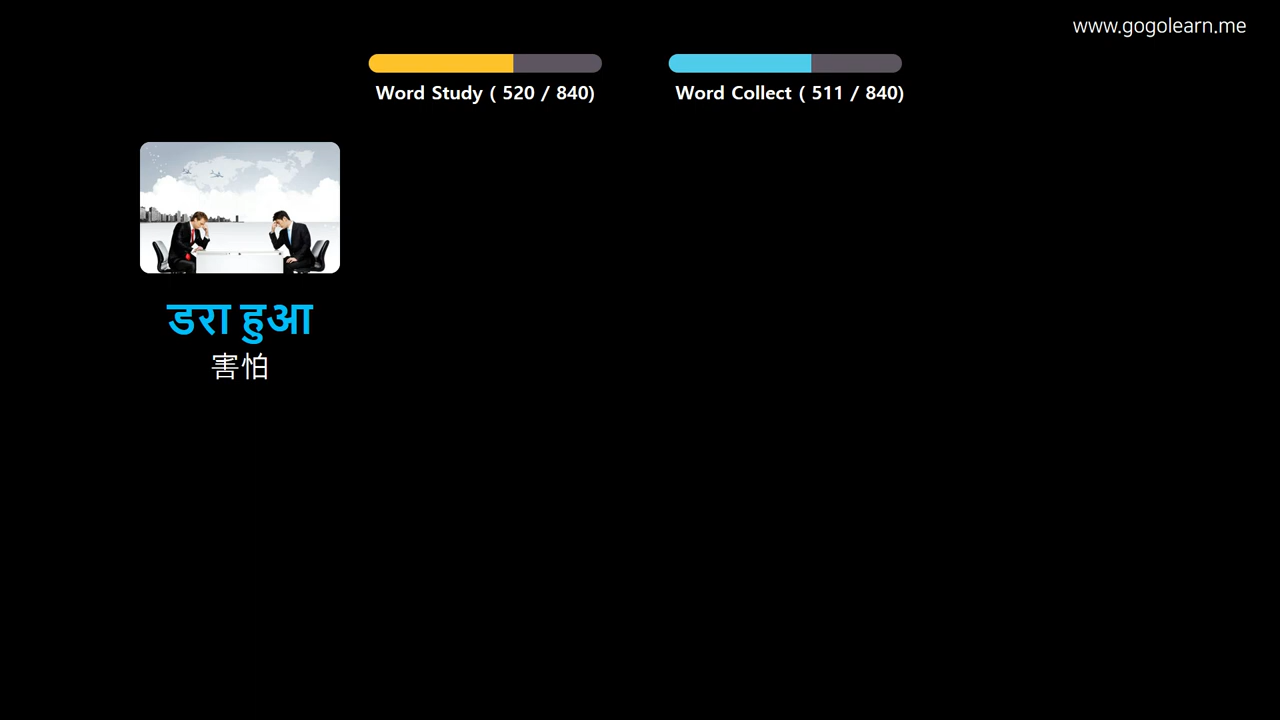 www.gogolearn.me
Word Study ( 520 / 840)
Word Collect ( 511 / 840)
डरा हुआ
害怕